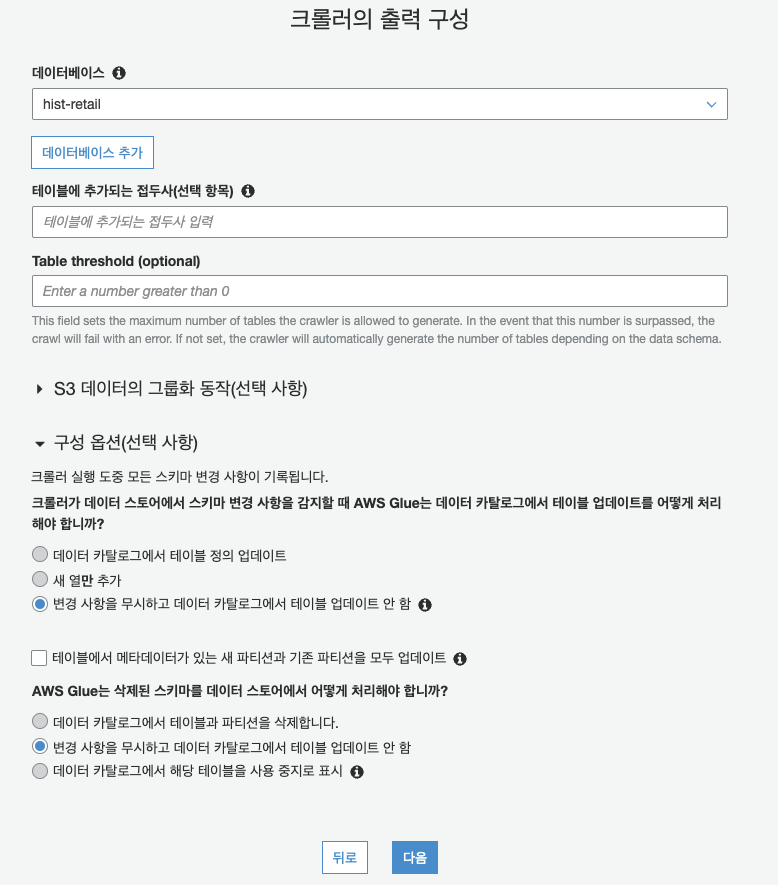 크롤러의 출력 구성
데이터베이스
hist-retail
데이터베이스 추가
테이블에 추가되는 접두사(선택 항목)
테이블에 추가되는 접두사 입력
Table threshold (optional)
Enter a number greater than 0
This field sets the maximum number of tables the crawler is allowed to generate. In the event that this number is surpassed, the
crawl will fail with an error. If not set, the crawler will automatically generate the number of tables depending on the data schema.
S3 데이터의 그룹화 동작(선택 사항)
구성 옵션(선택 사항)
크롤러 실행 도중 모든 스키마 변경 사항이 기록됩니다.
크롤러가 데이터 스토어에서 스키마 변경 사항을 감지할 때 AWS Glue는 데이터 카탈로그에서 테이블 업데이트를 어떻게 처리
해야 합니까?
데이터 카탈로그에서 테이블 정의 업데이트
새 열만 추가
변경 사항을 무시하고 데이터 카탈로그에서 테이블 업데이트 안 함
테이블에서 메타데이터가 있는 새 파티션과 기존 파티션을 모두 업데이트
AWS Glue는 삭제된 스키마를 데이터 스토어에서 어떻게 처리해야 합니까?
데이터 카탈로그에서 테이블과 파티션을 삭제합니다.
변경 사항을 무시하고 데이터 카탈로그에서 테이블 업데이트 안 함
데이터 카탈로그에서 해당 테이블을 사용 중지로 표시
뒤로
다음